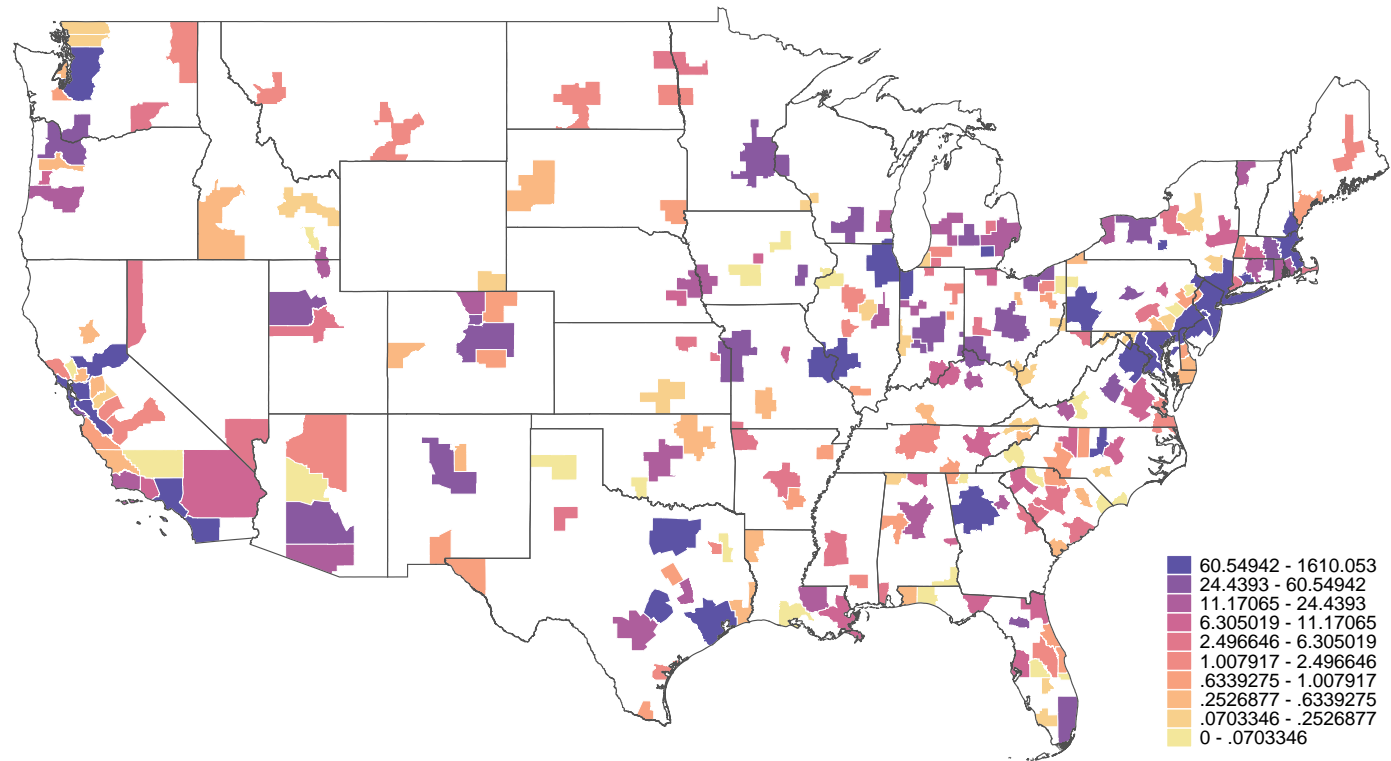 60.54942 - 1610.053
24.4393 - 60.54942
11.17065 - 24.4393
6.305019 - 11.17065
2.496646 - 6.305019
1.007917 - 2.496646
.6339275 - 1.007917
.2526877 - .6339275
.0703346 - .2526877
0 - .0703346